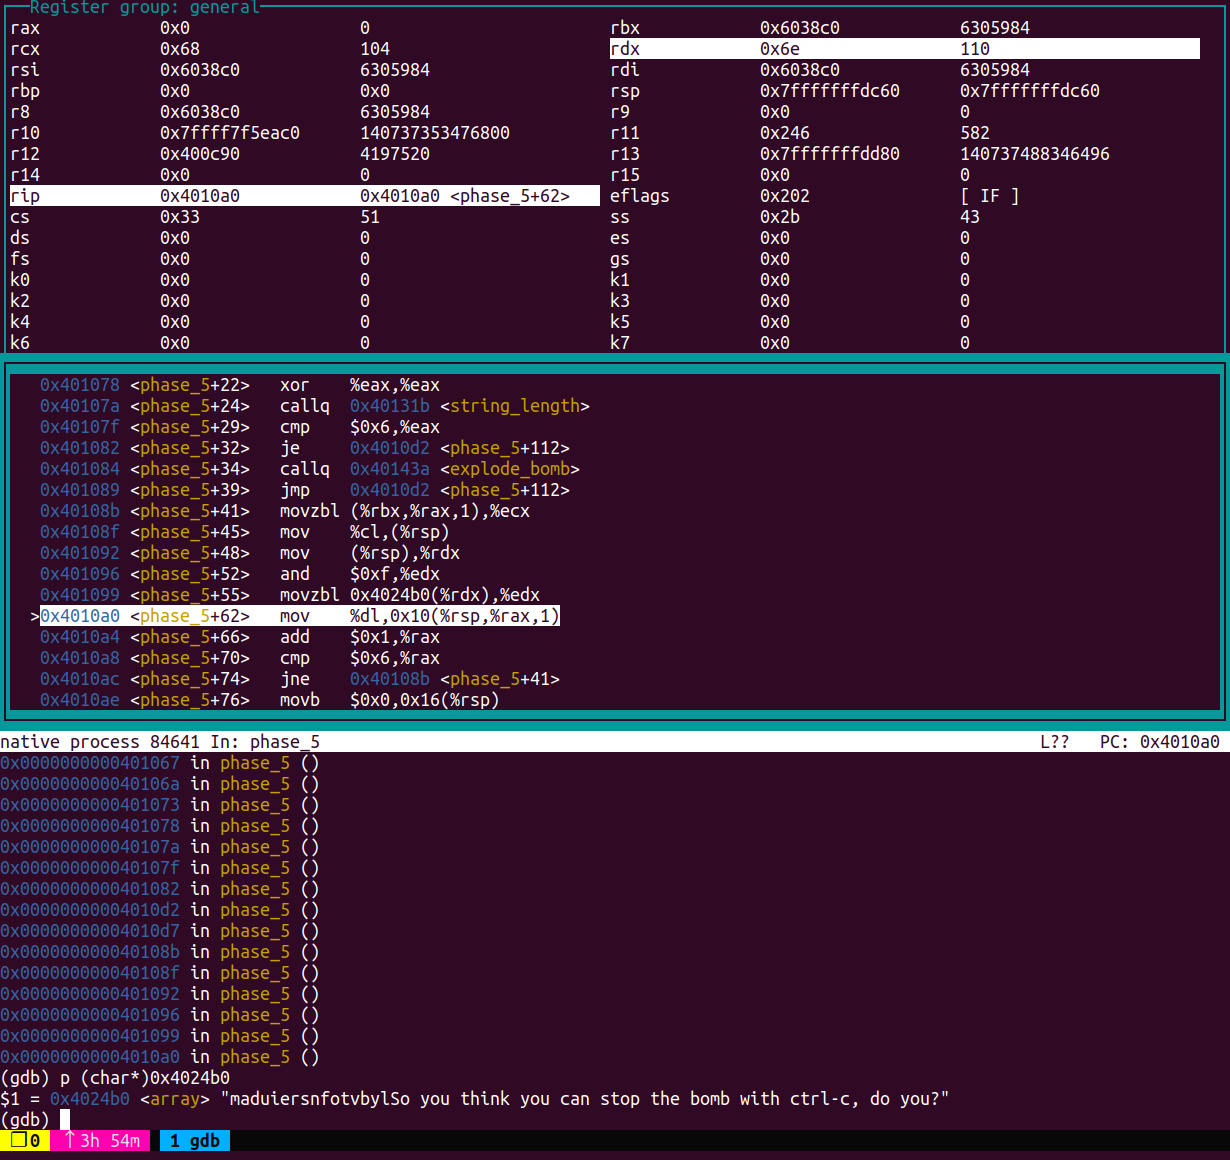 Register group: general
rax 0x0 0 rbx 0x6038c0 6305984
rcx 0x68 104 rdx 0x6e 110
rsi 0x6038c0 6305984 rdi 0x6038c0 6305984
rbp 0x0 0x0 rsp 0x7fffffffdc60 0x7fffffffdc60
r8 0x6038c0 6305984 r9 0x0 0
r10 0x7ffff7f5eac0 140737353476800 r11 0x246 582
r12 0x400c90 4197520 r13 0x7fffffffdd80 140737488346496
r14 0x0 0 r15 0x0 0
rip 0x4010a0 0x4010a0 <phase_5+62> eflags 0x202 [ IF ]
cs 0x33 51 ss 0x2b 43
ds 0x0 0 es 0x0 0
fs 0x0 0 gs 0x0 0
k0 0x0 0 k1 0x0 0
k2 0x0 0 k3 0x0 0
k4 0x0 0 k5 0x0 0
k6 0x0 0 k7 0x0 0
0x401078 <phase_5+22> xor %eax,%eax
0x40107a <phase_5+24> callq 0x40131b <string_length>
0x40107f <phase_5+29> cmp $0x6,%eax
0x401082 <phase_5+32> je 0x4010d2 <phase_5+112>
0x401084 <phase_5+34> callq 0x40143a <explode_bomb>
0x401089 <phase_5+39> jmp 0x4010d2 <phase_5+112>
0x40108b <phase_5+41> movzbl (%rbx,%rax,1),%ecx
0x40108f <phase_5+45> mov %cl,(%rsp)
0x401092 <phase_5+48> mov (%rsp),%rdx
0x401096 <phase_5+52> and $0xf,%edx
0x401099 <phase_5+55> movzbl 0x4024b0(%rdx),%edx
>0x4010a0 <phase_5+62> mov %dl,0x10(%rsp,%rax,1)
0x4010a4 <phase_5+66> add $0x1,%rax
0x4010a8 <phase_5+70> cmp $0x6,%rax
0x4010ac <phase_5+74> jne 0x40108b <phase_5+41>
0x4010ae <phase_5+76> movb $0x0,0x16(%rsp)
native process 84641 In: phase_5 L?? PC: 0x4010a0
0x0000000000401067 in phase_5 ()
0x000000000040106a in phase_5 ()
0x0000000000401073 in phase_5 ()
0x0000000000401078 in phase_5 ()
0x000000000040107a in phase_5 ()
0x000000000040107f in phase_5 ()
0x0000000000401082 in phase_5 ()
0x00000000004010d2 in phase_5 ()
0x00000000004010d7 in phase_5 ()
0x000000000040108b in phase_5 ()
0x000000000040108f in phase_5 ()
0x0000000000401092 in phase_5 ()
0x0000000000401096 in phase_5 ()
0x0000000000401099 in phase_5 ()
0x00000000004010a0 in phase_5 ()
(gdb) p (char*)0x4024b0
$1 = 0x4024b0 <array> "maduiersnfotvbylSo you think you can stop the bomb with ctrl-c, do you?"
(gdb)
❐ 0 ↑ 3h 54m 1 gdb